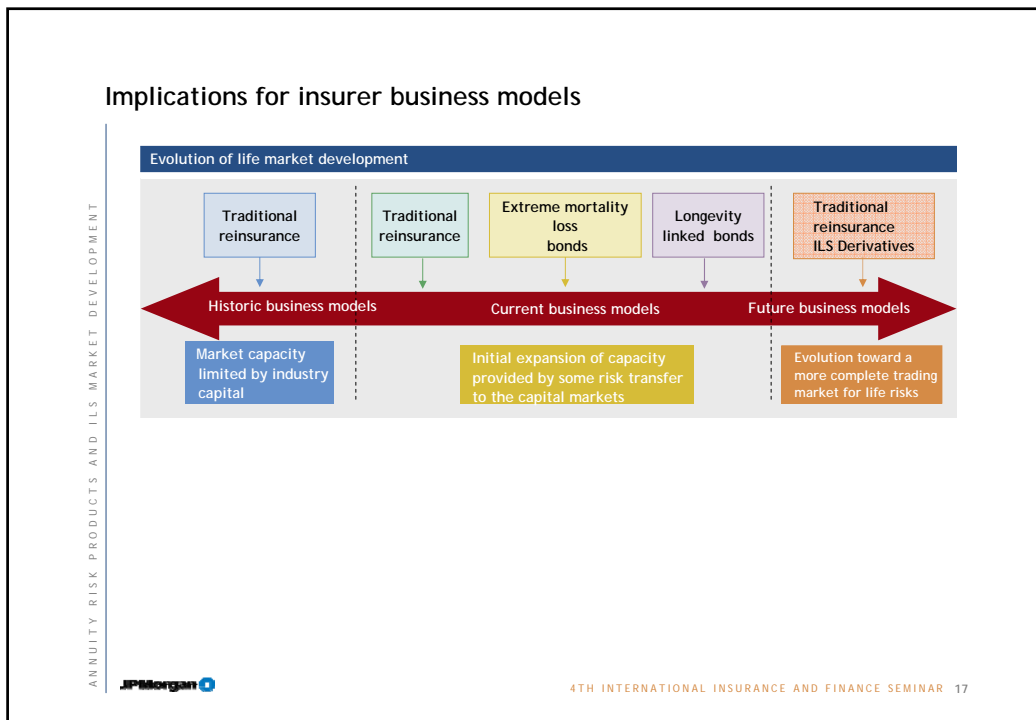 Implications for insurer business models
Evolution of life market development
Traditional
reinsurance
Traditional
reinsurance
Extreme mortality
loss
bonds
Longevity
linked bonds
Traditional
reinsurance
ILS Derivatives
Historic business models
Current business models
Future business models
Market capacity
limited by industry
capital
Initial expansion of capacity
provided by some risk transfer
to the capital markets
Evolution toward a
more complete trading
market for life risks
ANNUITY RISK PRODUCTS AND ILS MARKET DEVELOPMENT
JPMorgan
4TH INTERNATIONAL INSURANCE AND FINANCE SEMINAR 17